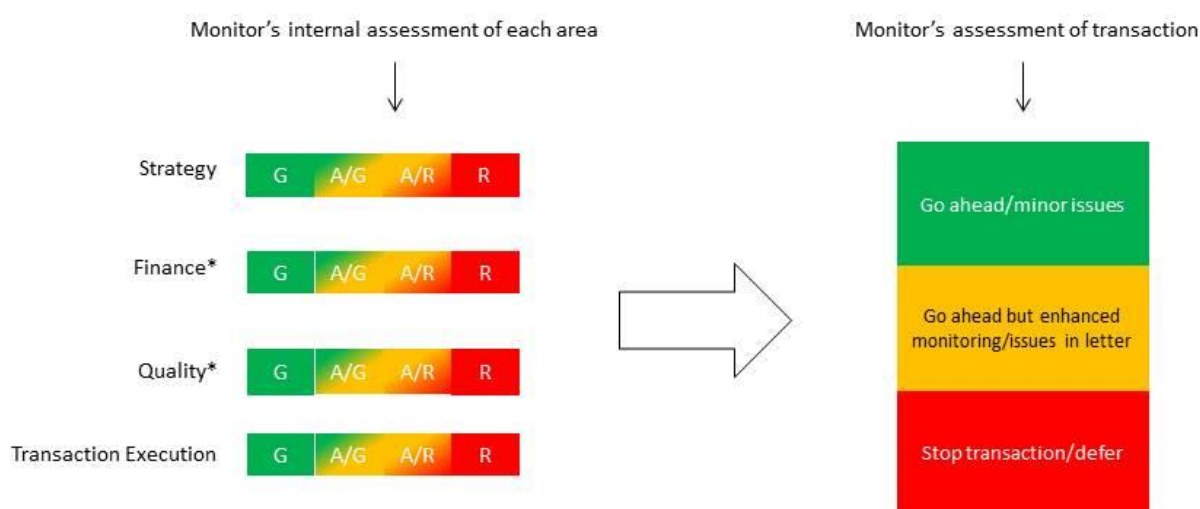 Monitor’s internal assessment of each area
Monitor’s assessment of transaction
Strategy
G A/G A/R R
Finance*
G A/G A/R R
Quality*
G A/G A/R R
Transaction Execution
G A/G A/R R
Go ahead/minor issues
Go ahead but enhanced
monitoring/issues in letter
Stop transaction/defer